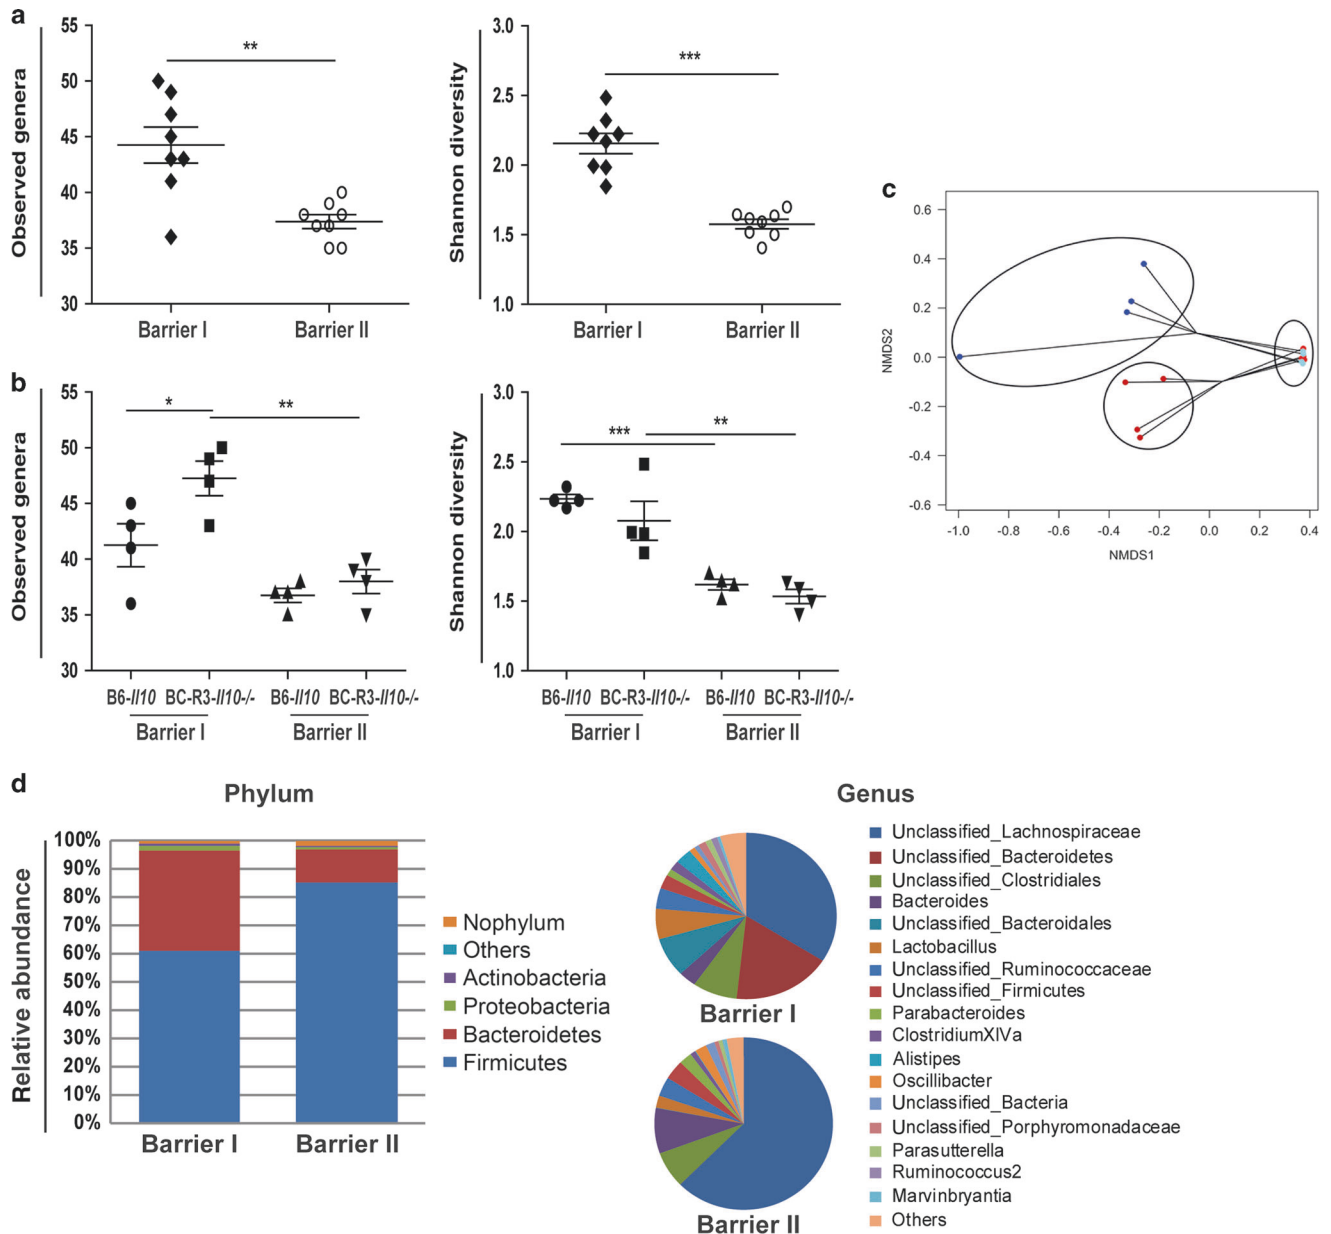 a
Observed genera
55
50
45
40
35
30
**
Barrier I
Barrier II
Shannon diversity
3.0
2.5
2.0
1.5
1.0
***
Barrier I
Barrier II
b
Observed genera
55
50
45
40
35
30
*
**
B6-Il10
BC-R3-Il10-/-
B6-Il10
BC-R3-Il10-/-
Barrier I
Barrier II
Shannon diversity
3.0
2.5
2.0
1.5
1.0
***
**
B6-Il10
BC-R3-Il10-/-
B6-Il10
BC-R3-Il10-/-
Barrier I
Barrier II
c
NMDS2
0.6
0.4
0.2
0.0
-0.2
-0.4
-0.6
-1.0
-0.8
-0.6
-0.4
-0.2
0.0
0.2
0.4
NMDS1
d
Phylum
Relative abundance
100%
90%
80%
70%
60%
50%
40%
30%
20%
10%
0%
Barrier I
Barrier II
Nophylum
Others
Actinobacteria
Proteobacteria
Bacteroidetes
Firmicutes
Genus
Barrier I
Barrier II
Unclassified_Lachnospiraceae
Unclassified_Bacteroidetes
Unclassified_Clostridiales
Bacteroides
Unclassified_Bacteroidales
Lactobacillus
Unclassified_Ruminococcaceae
Unclassified_Firmicutes
Parabacteroides
ClostridiumXIVa
Alistipes
Oscillibacter
Unclassified_Bacteria
Unclassified_Porphyromonadaceae
Parasutterella
Ruminococcus2
Marvinbryantia
Others